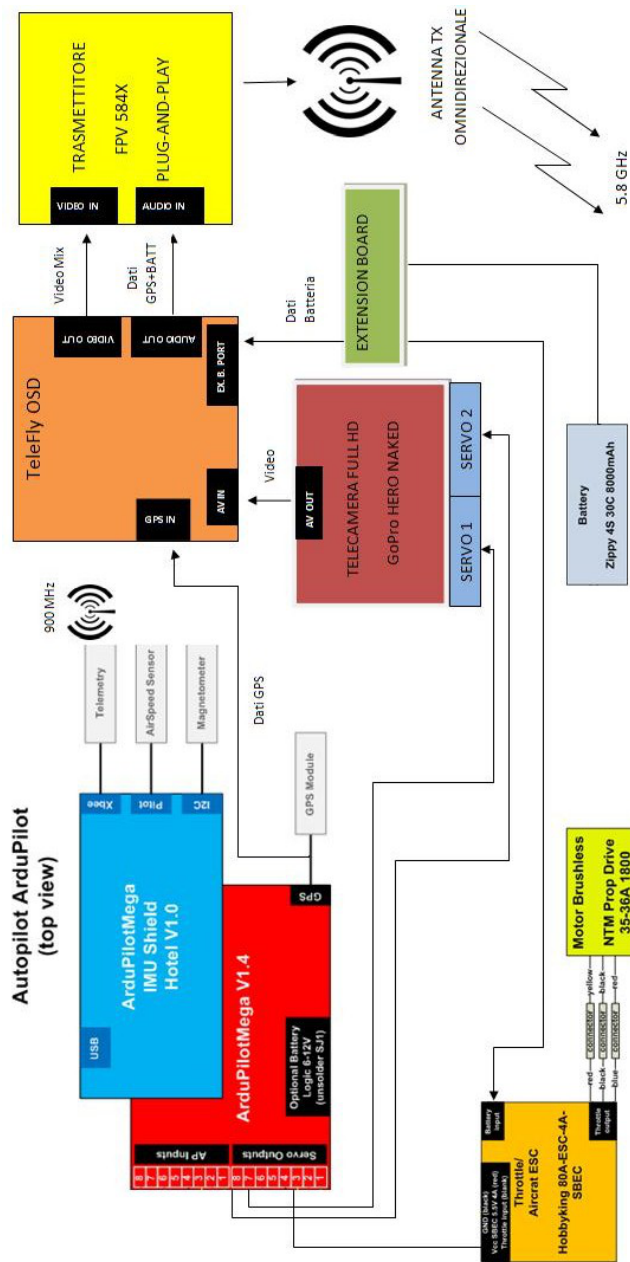 Autopilot ArduPilot
(top view)
USB
ArduPilotMega
IMU Shield
Hotel V1.0
Xbee
Pitot
I2C
Telemetry
AirSpeed Sensor
Magnetometer
900 MHz
ArduPilotMega V1.4
Optional Battery
Logic 6-12V
(unsolder SJ1)
GPS
GPS Module
Dati GPS
AP Inputs
8
7
6
5
4
3
2
1
Servo Outputs
8
7
6
5
4
3
2
1
TeleFly OSD
GPS IN
AV IN
EX. B. PORT
VIDEO OUT
AUDIO OUT
Video Mix
Dati
GPS+BATT
TRASMETTITORE
FPV 584X
PLUG-AND-PLAY
VIDEO IN
AUDIO IN
ANTENNA TX
OMNIDIREZIONALE
5.8 GHz
Video
AV OUT
TELECAMERA FULL HD
GoPro HERO NAKED
SERVO 1
SERVO 2
Dati
Batteria
EXTENSION BOARD
Battery
Zippy 4S 30C 8000mAh
GND (black)
Vcc SBEC 5.5V 4A (red)
Throttle Input (blank)
Battery
input
Throttle/
Aircrat ESC
Hobbyking 80A-ESC-4A-
SBEC
Throttle
output
red
connector
yellow
black
connector
black
blue
connector
red
Motor Brushless
NTM Prop Drive
35-36A 1800